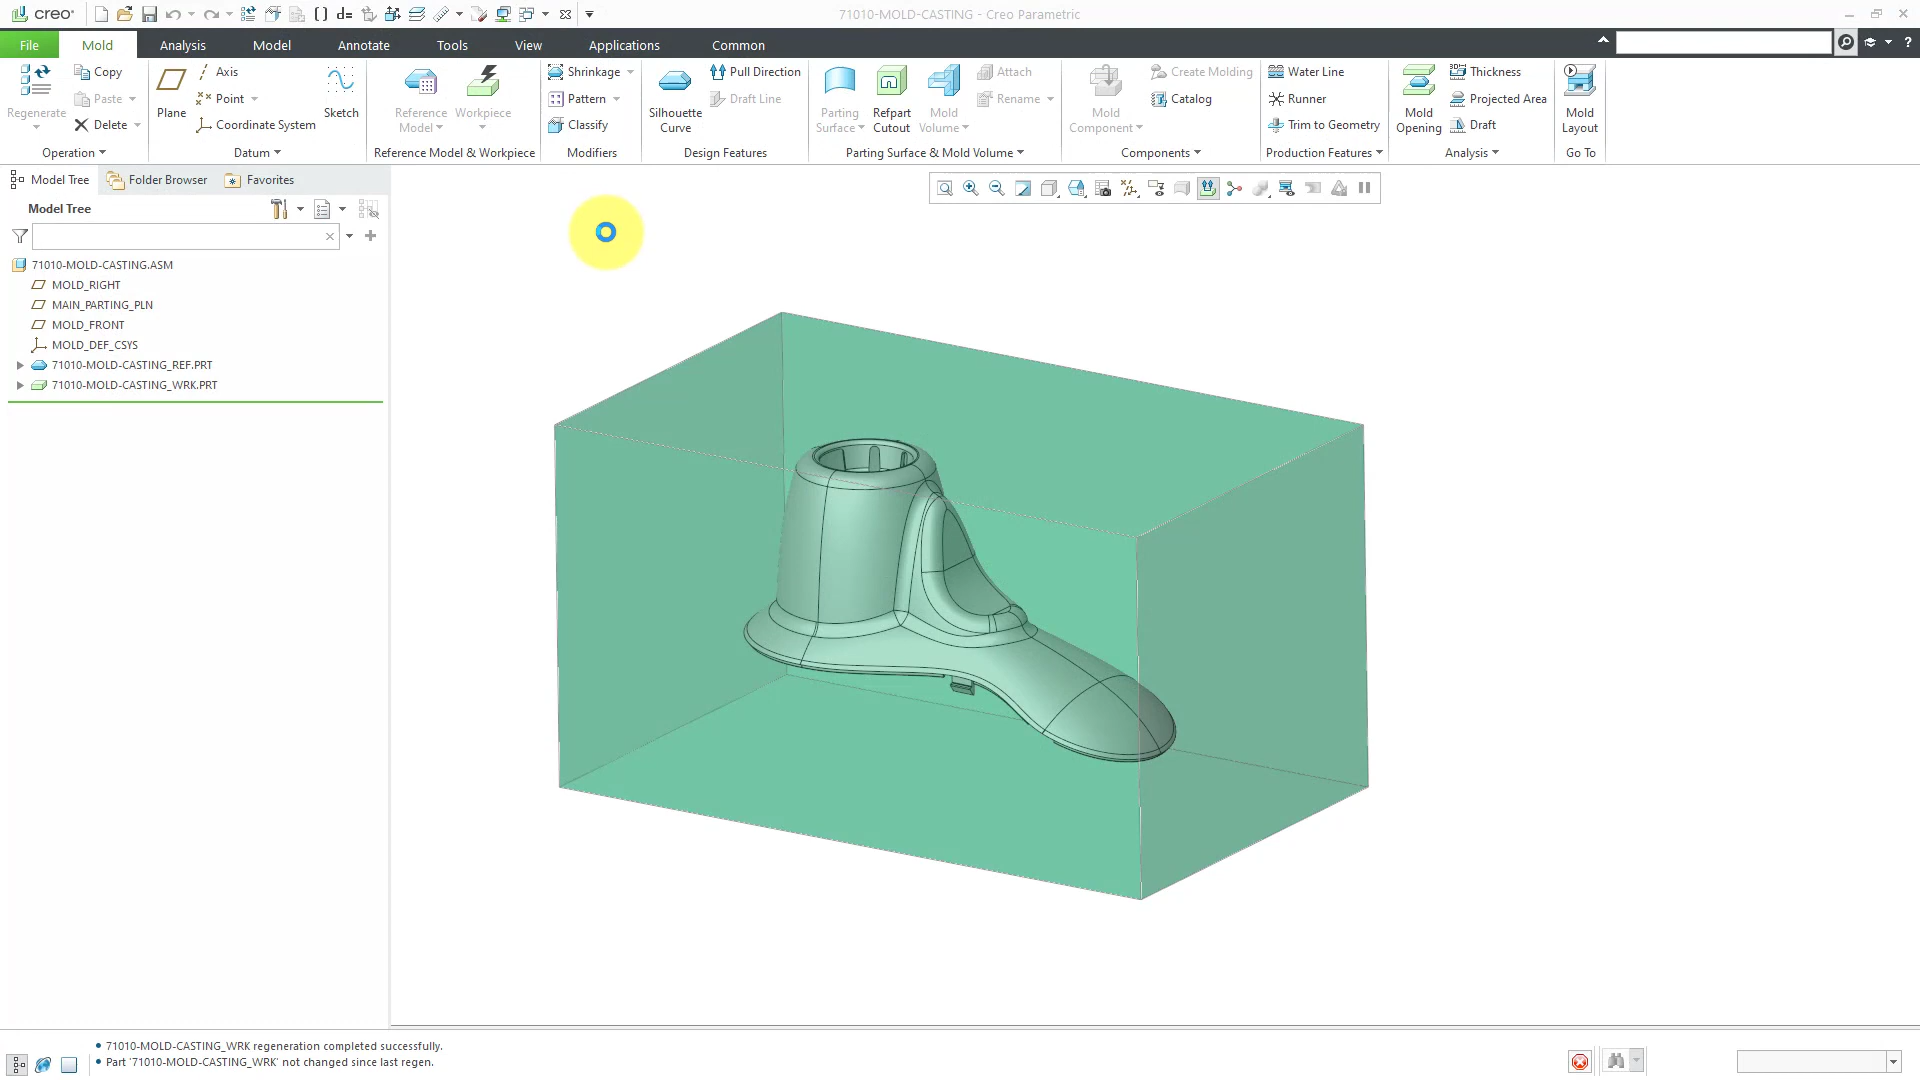 creo
71010-MOLD-CASTING - Creo Parametric
File
Mold
Analysis
Model
Annotate
Tools
View
Applications
Common
Regenerate
Copy
Paste
Delete
Operation
Plane
Axis
Point
Coordinate System
Sketch
Datum
Reference
Model
Workpiece
Reference Model & Workpiece
Shrinkage
Pattern
Classify
Modifiers
Silhouette
Curve
Pull Direction
Draft Line
Design Features
Parting
Surface
Refpart
Cutout
Mold
Volume
Attach
Rename
Parting Surface & Mold Volume
Mold
Component
Create Molding
Catalog
Components
Water Line
Runner
Trim to Geometry
Production Features
Mold
Opening
Thickness
Projected Area
Draft
Analysis
Mold
Layout
Go To
Model Tree
Folder Browser
Favorites
Model Tree
71010-MOLD-CASTING.ASM
MOLD_RIGHT
MAIN_PARTING_PLN
MOLD_FRONT
MOLD_DEF_CSYS
71010-MOLD-CASTING_REF.PRT
71010-MOLD-CASTING_WRK.PRT
71010-MOLD-CASTING_WRK regeneration completed successfully.
Part '71010-MOLD-CASTING_WRK' not changed since last regen.